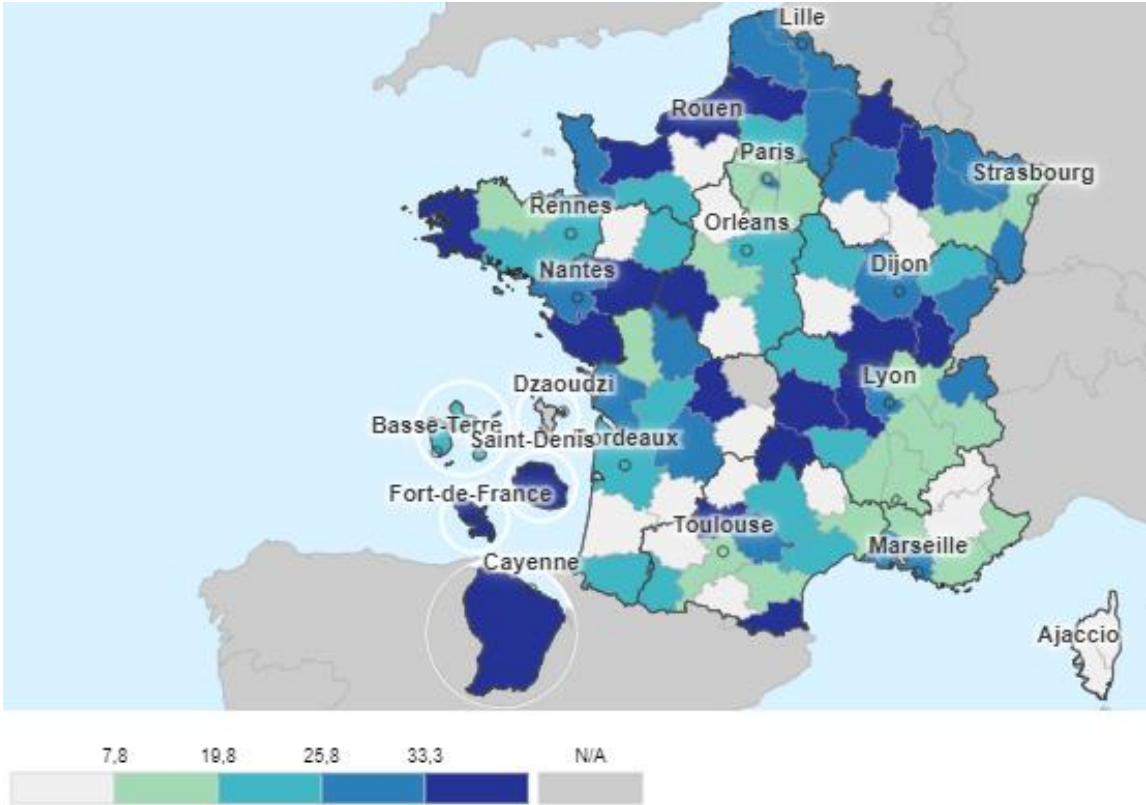 Lille
Rouen
Paris
Strasbourg
Rennes
Orléans
Nantes
Dijon
Dzaoudzi
Lyon
Basse-Terre
Saint-Denis
ordeaux
Fort-de-France
Toulouse
Marseille
Cayenne
Ajaccio
7,8 19,8 25,8 33,3 N/A